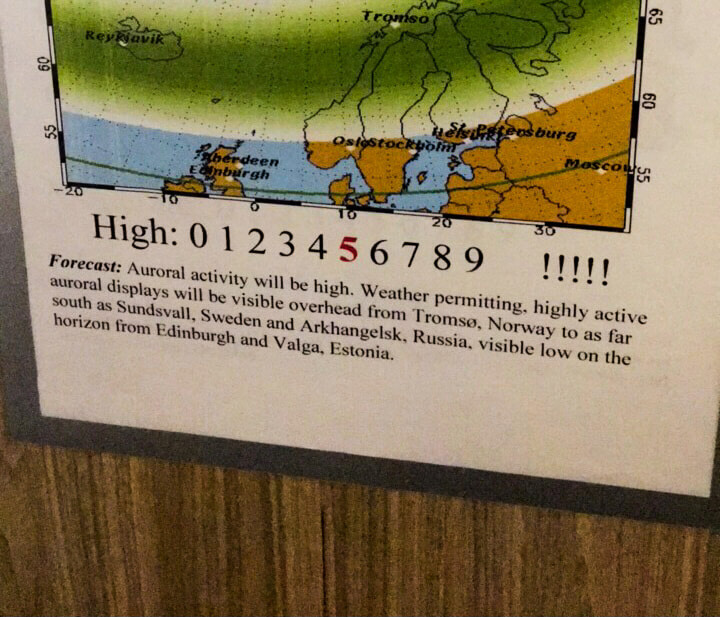 Tromso
65
Reykjavik
60
60
St. Petersburg
Helsinki
Oslo Stockholm
55
Aberdeen
Moscow
Edinburgh
55
-20 -10 0 10 20 30
High: 0 1 2 3 4 5 6 7 8 9 !!!!!
Forecast: Auroral activity will be high. Weather permitting, highly active
auroral displays will be visible overhead from Tromsø, Norway to as far
south as Sundsvall, Sweden and Arkhangelsk, Russia, visible low on the
horizon from Edinburgh and Valga, Estonia.